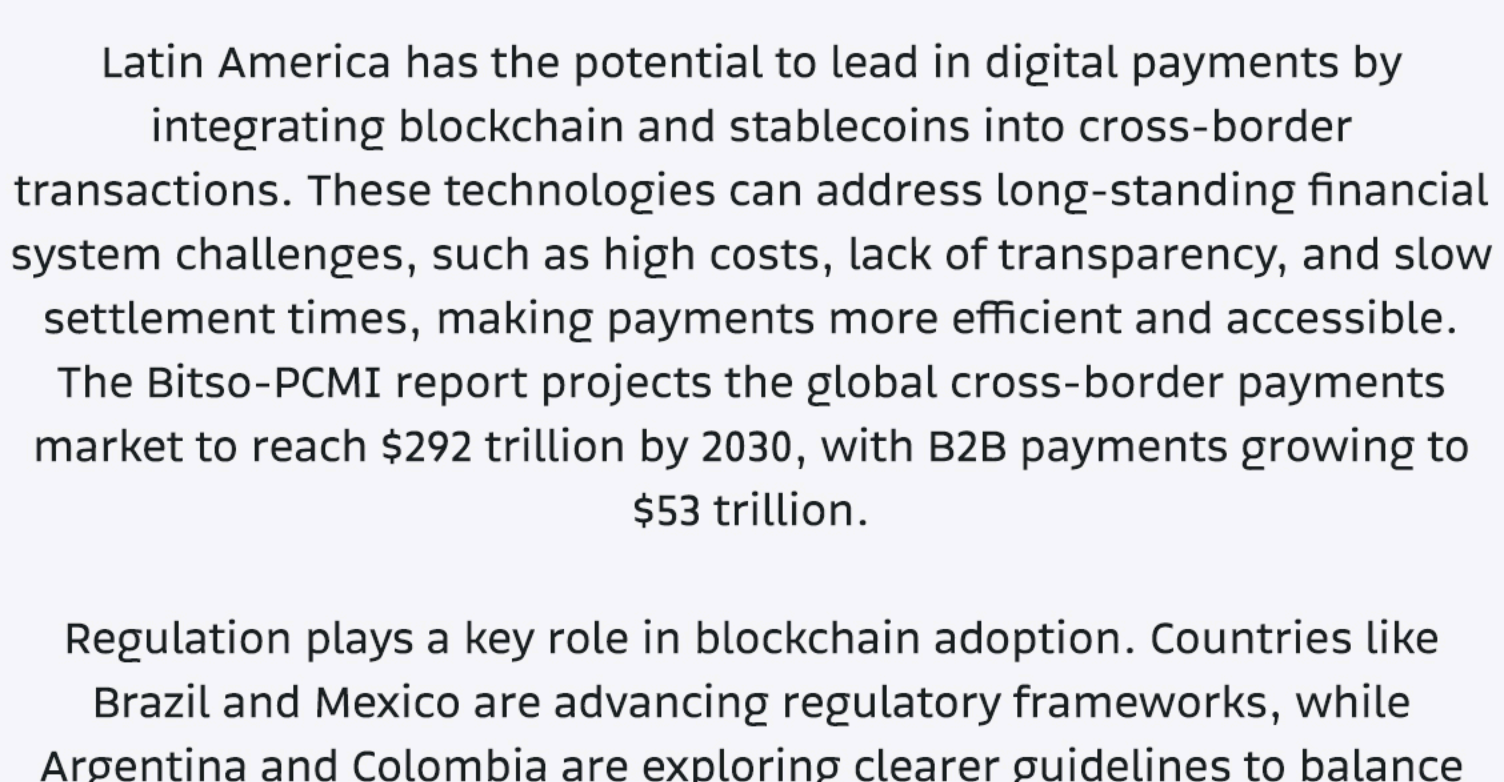 Latin America has the potential to lead in digital payments by
integrating blockchain and stablecoins into cross-border
transactions. These technologies can address long-standing financial
system challenges, such as high costs, lack of transparency, and slow
settlement times, making payments more efficient and accessible.
The Bitso-PCMI report projects the global cross-border payments
market to reach $292 trillion by 2030, with B2B payments growing to
$53 trillion.
Regulation plays a key role in blockchain adoption. Countries like
Brazil and Mexico are advancing regulatory frameworks, while
Argentina and Colombia are exploring clearer guidelines to balance